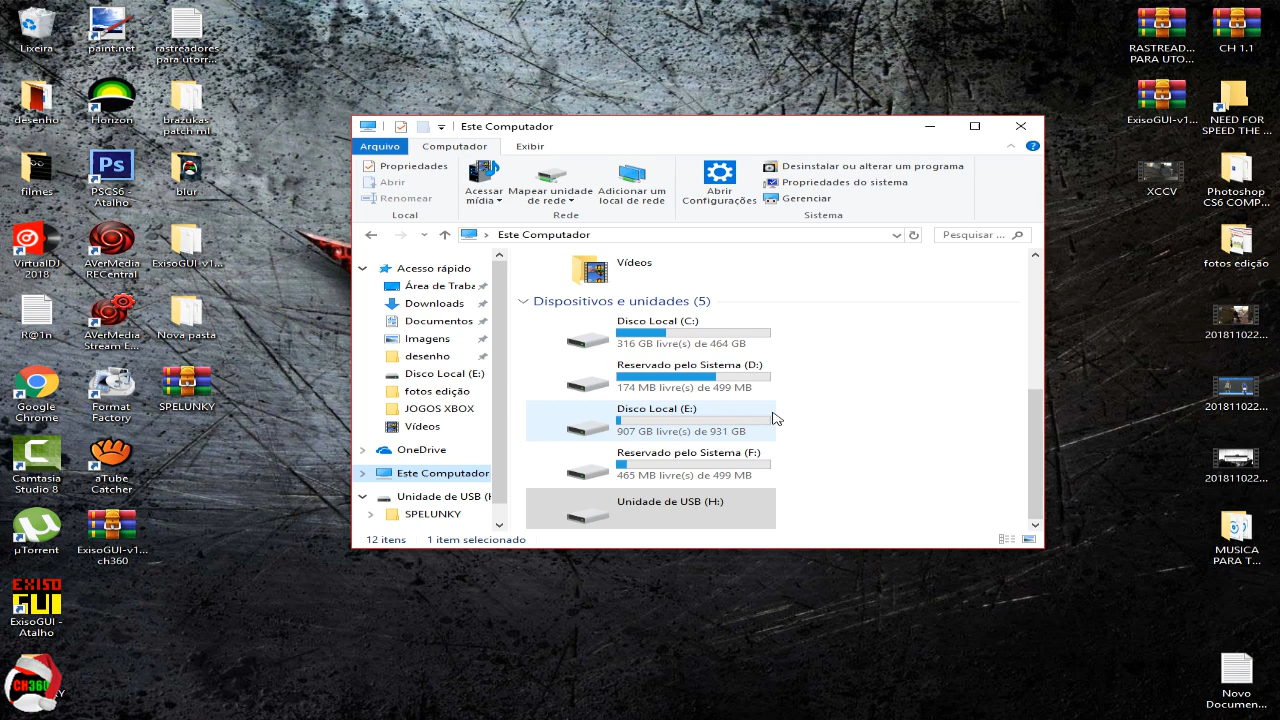 Lixeira
paint.net
rastreadores
para utorr...
desenho
Horizon
brazukas
patch ml
filmes
PSCS6 -
Atalho
blur
VirtualDJ
2018
AVerMedia
RECentral
ExisoGUI-v1...
R@1n
AVerMedia
Stream E...
Nova pasta
Google
Chrome
Format
Factory
SPELUNKY
Camtasia
Studio 8
aTube
Catcher
µTorrent
ExisoGUI-v1...
ch360
EXISO
GUI
ExisoGUI -
Atalho
CH360
Este Computador
Arquivo
Computador
Exibir
Propriedades
Abrir
Renomear
Local
Acessar
mídia
Mapear unidade
de rede
Adicionar um
local de rede
Rede
Abrir
Configurações
Desinstalar ou alterar um programa
Propriedades do sistema
Gerenciar
Sistema
Este Computador
Pesquisar ...
Acesso rápido
Área de Traba
Downloads
Documentos
Imagens
desenho
Disco Local (E:)
fotos edição
JOGOS XBOX
Vídeos
OneDrive
Este Computador
Unidade de USB (H
SPELUNKY
Vídeos
Dispositivos e unidades (5)
Disco Local (C:)
316 GB livre(s) de 464 GB
Reservado pelo Sistema (D:)
174 MB livre(s) de 499 MB
Disco Local (E:)
907 GB livre(s) de 931 GB
Reservado pelo Sistema (F:)
465 MB livre(s) de 499 MB
Unidade de USB (H:)
12 itens
1 item selecionado
RASTREAD...
PARA UTO...
CH 1.1
ExisoGUI-v1...
NEED FOR
SPEED THE ...
XCCV
Photoshop
CS6 COMP...
fotos edição
201811022...
201811022...
201811022...
MUSICA
PARA T...
Novo
Documen...